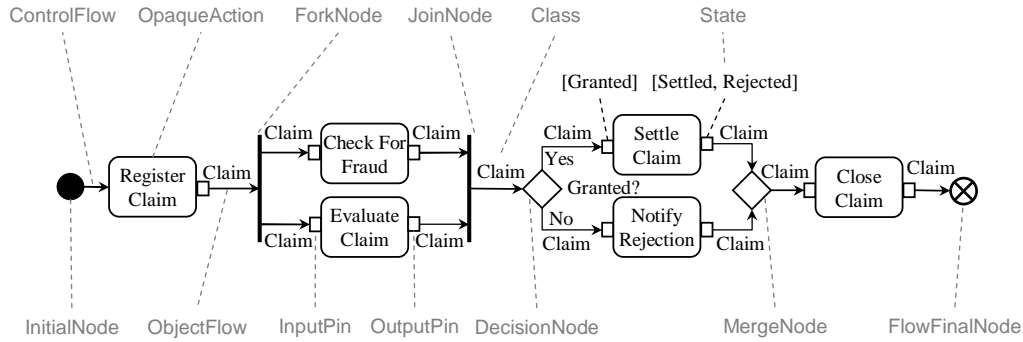 ControlFlow OpaqueAction ForkNode JoinNode Class State
[Granted] [Settled, Rejected]
Claim Check For Fraud Claim
Claim Settle Claim Claim
Yes
Register Claim Claim
Claim
Granted?
Claim Close Claim Claim
Claim Evaluate Claim Claim
No
Claim Notify Rejection Claim
InitialNode ObjectFlow InputPin OutputPin DecisionNode MergeNode FlowFinalNode